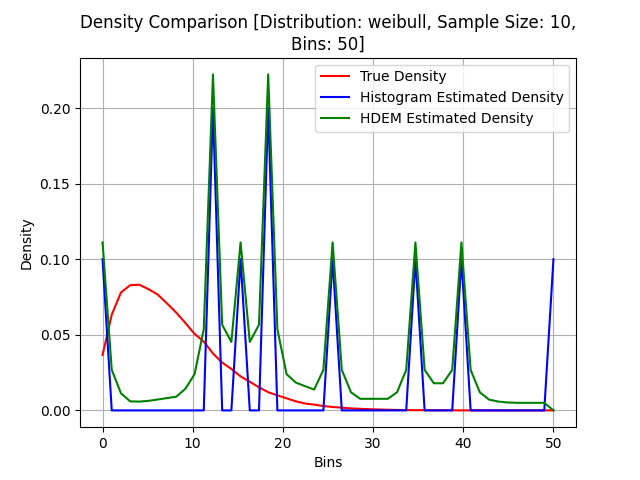 Density Comparison [Distribution: weibull, Sample Size: 10,
Bins: 50]
True Density
Histogram Estimated Density
HDEM Estimated Density
Density
0.20
0.15
0.10
0.05
0.00
0 10 20 30 40 50
Bins